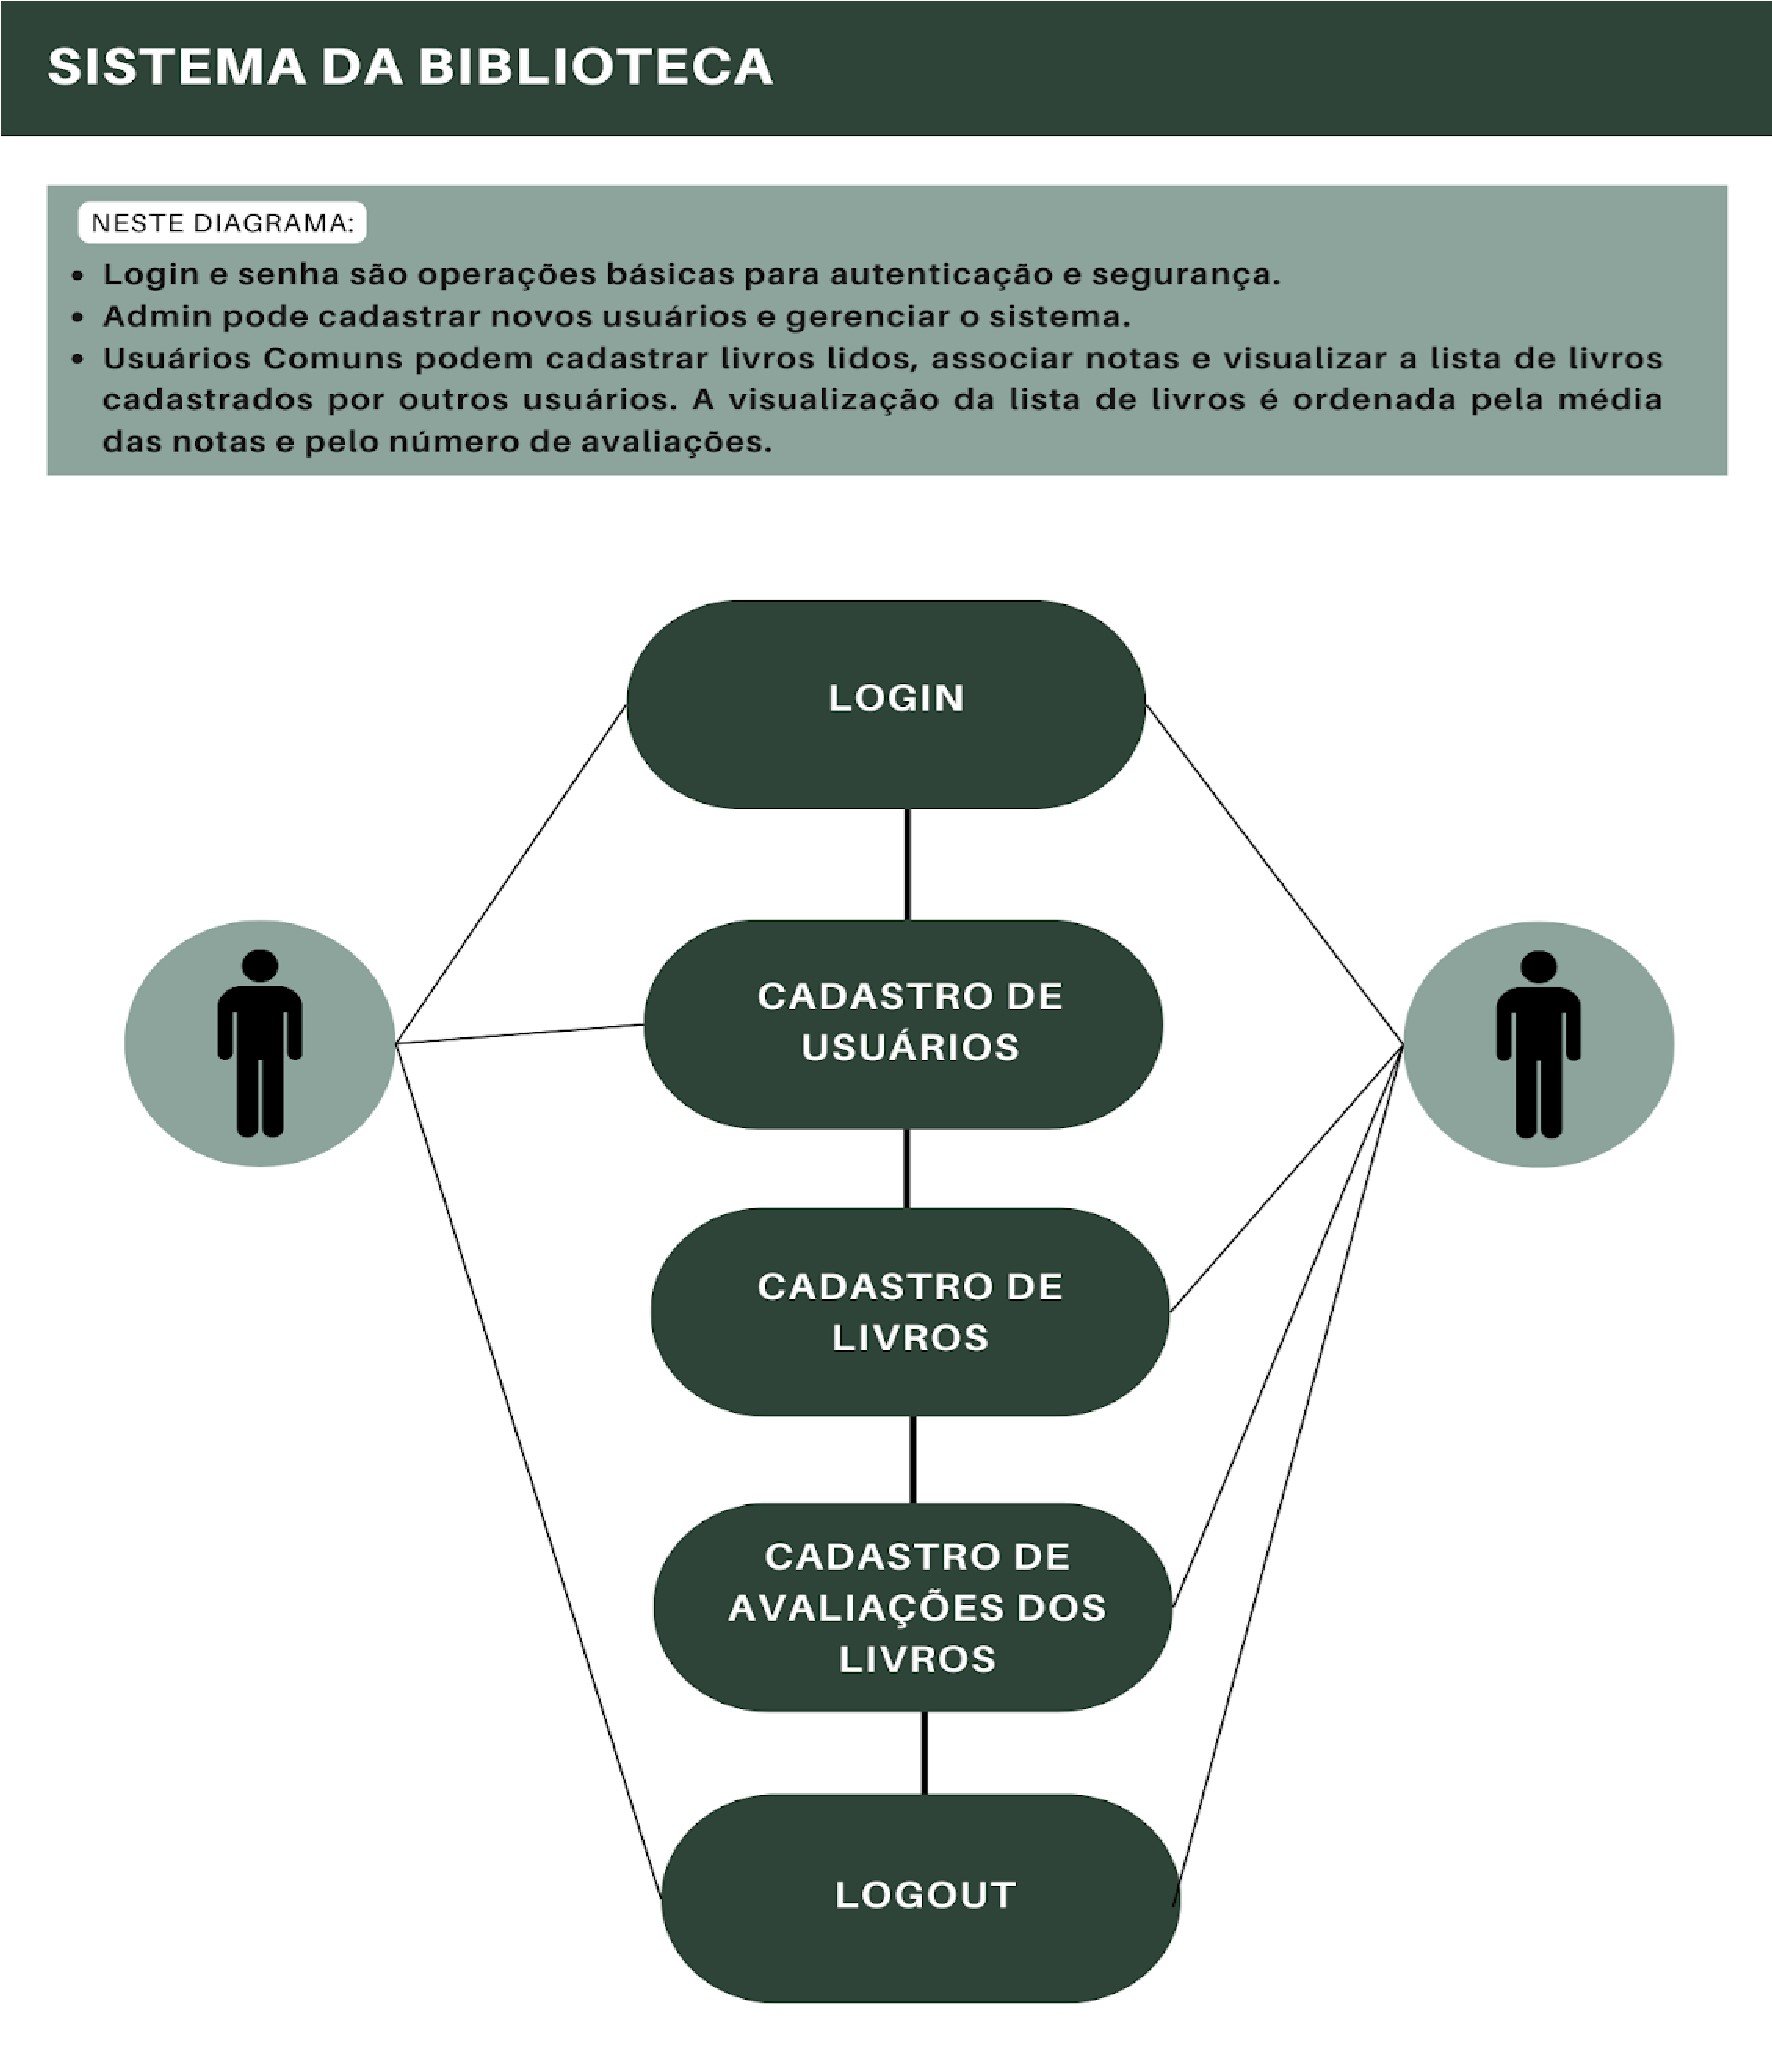 SISTEMA DA BIBLIOTECA
NESTE DIAGRAMA:
• Login e senha são operações básicas para autenticação e segurança.
• Admin pode cadastrar novos usuários e gerenciar o sistema.
• Usuários Comuns podem cadastrar livros lidos, associar notas e visualizar a lista de livros
cadastrados por outros usuários. A visualização da lista de livros é ordenada pela média
das notas e pelo número de avaliações.
LOGIN
CADASTRO DE
USUÁRIOS
CADASTRO DE
LIVROS
CADASTRO DE
AVALIAÇÕES DOS
LIVROS
LOGOUT